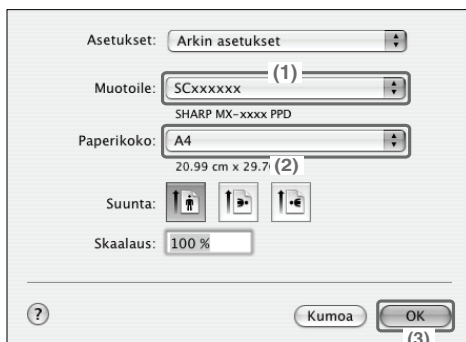 Asetukset: Arkin asetukset
(1)
Muotoile: SCxxxxxx
SHARP MX-xxxx PPD
Paperikoko: A4
20.99 cm x 29.7 (2)
Suunta:
Skaalaus: 100 %
? Kumoa OK
(3)